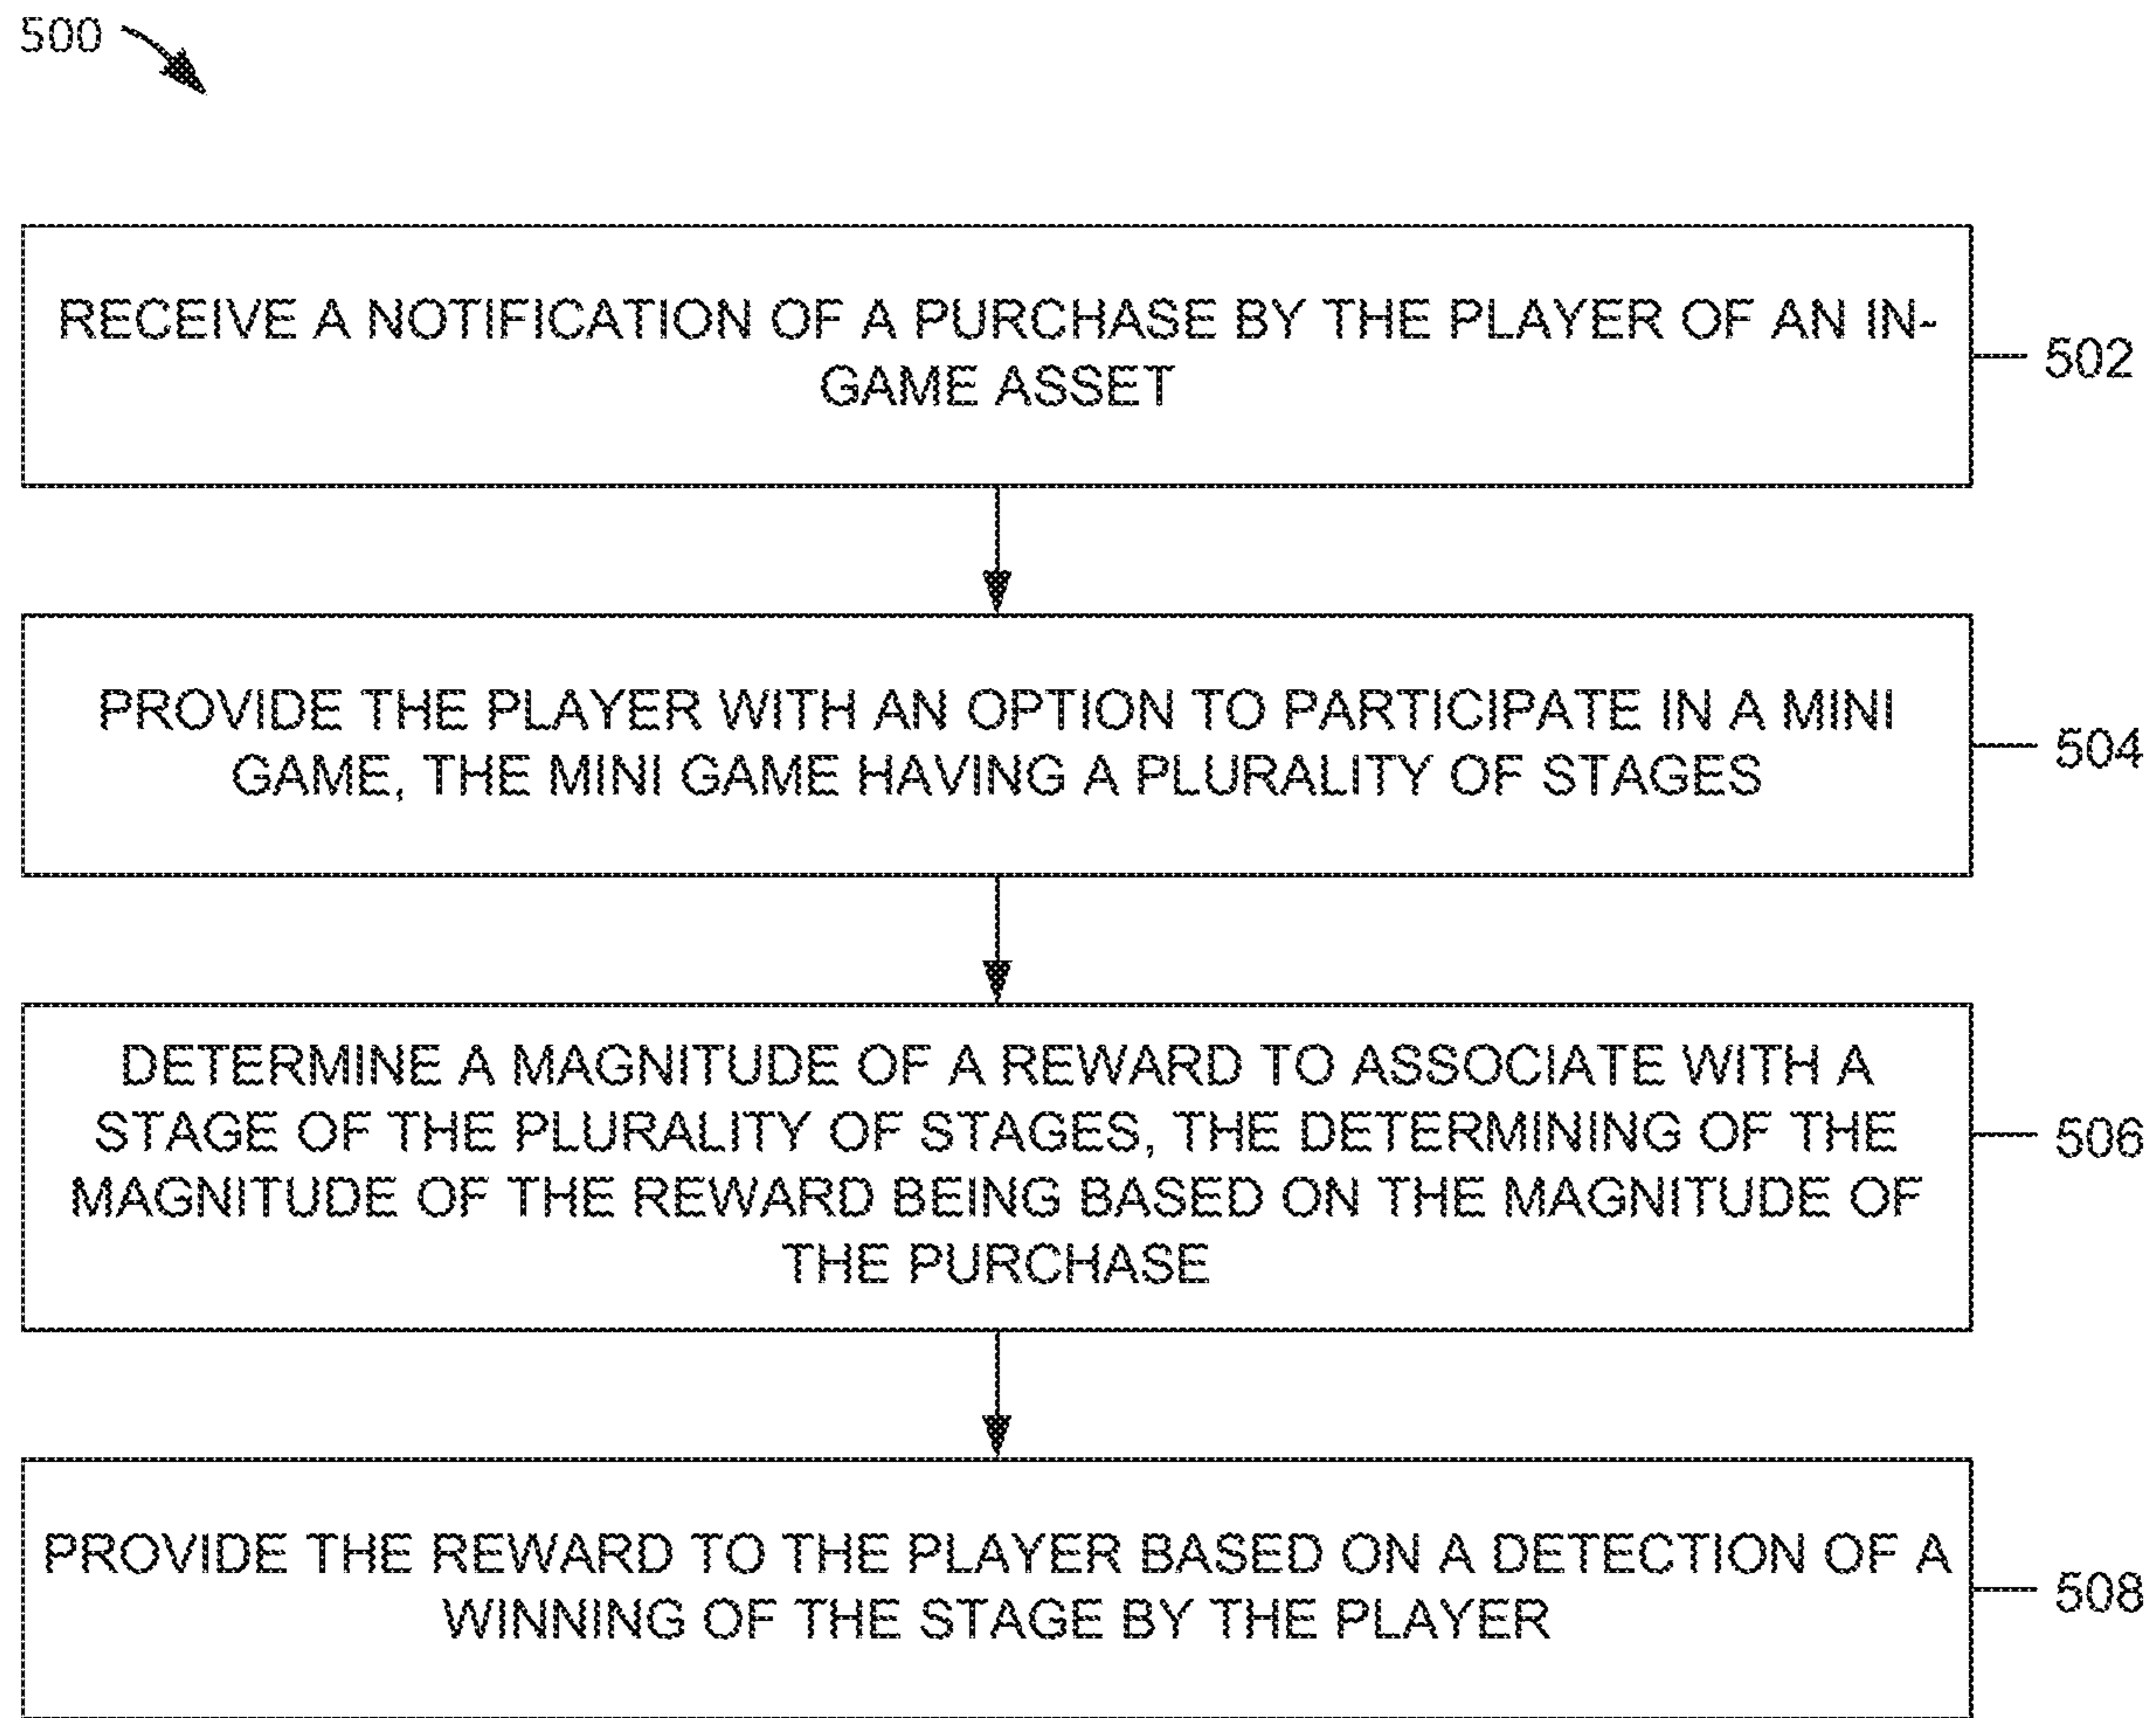 500
RECEIVE A NOTIFICATION OF A PURCHASE BY THE PLAYER OF AN IN-
GAME ASSET
502
PROVIDE THE PLAYER WITH AN OPTION TO PARTICIPATE IN A MINI
GAME, THE MINI GAME HAVING A PLURALITY OF STAGES
504
DETERMINE A MAGNITUDE OF A REWARD TO ASSOCIATE WITH A
STAGE OF THE PLURALITY OF STAGES, THE DETERMINING OF THE
MAGNITUDE OF THE REWARD BEING BASED ON THE MAGNITUDE OF
THE PURCHASE
506
PROVIDE THE REWARD TO THE PLAYER BASED ON A DETECTION OF A
WINNING OF THE STAGE BY THE PLAYER
508